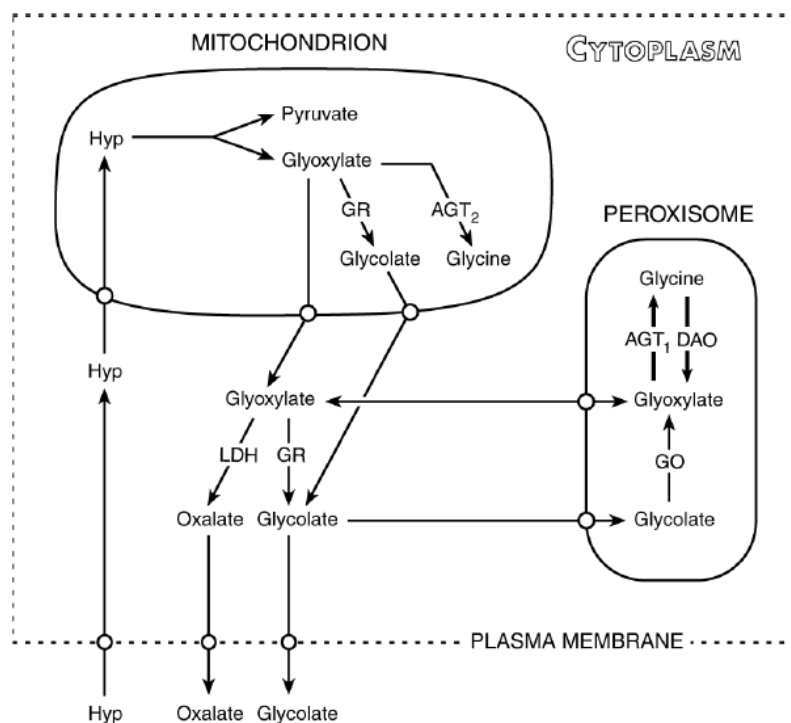 MITOCHONDRION
CYTOPLASM
Hyp
Pyruvate
Glyoxylate
GR
AGT2
Glycolate
Glycine
PEROXISOME
Glycine
AGT1
DAO
Glyoxylate
GO
Glycolate
Hyp
Glyoxylate
LDH
GR
Oxalate
Glycolate
PLASMA MEMBRANE
Hyp
Oxalate
Glycolate